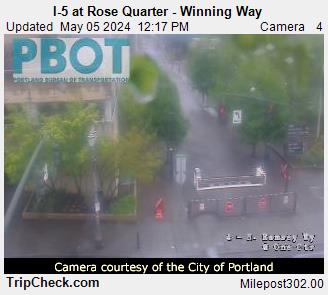 I-5 at Rose Quarter - Winning Way
Updated May 05 2024 12:17 PM Camera 4
PBOT
PORTLAND BUREAU OF TRANSPORTATION
Camera courtesy of the City of Portland
TripCheck.com Milepost302.00